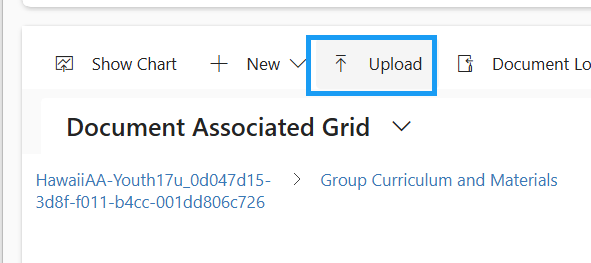 Show Chart New Upload Document Lo
Document Associated Grid
HawaiiAA-Youth17u_0d047d15- Group Curriculum and Materials
3d8f-f011-b4cc-001dd806c726